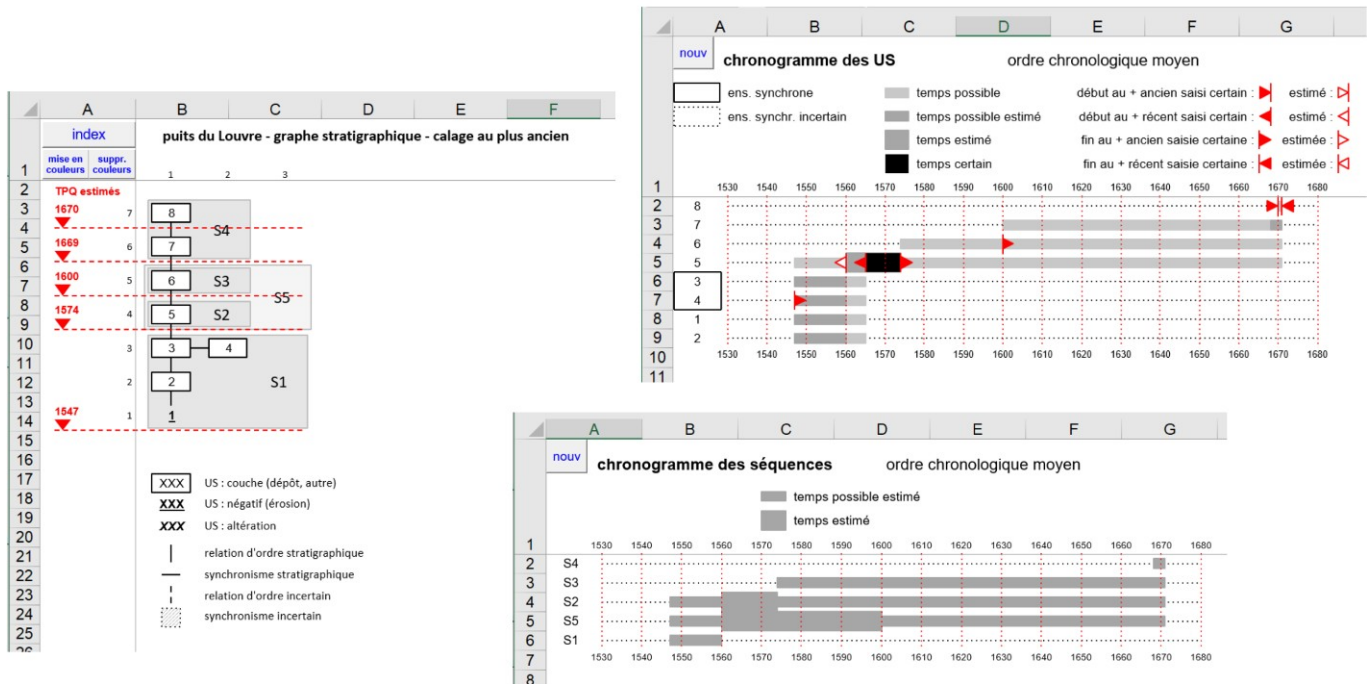 A B C D E F
index
puits du Louvre - graphe stratigraphique - calage au plus ancien
mise en couleurs suppr. couleurs
1 1 2 3
2 TPQ estimés
3 1670 7 8
4 S4
5 1669 6 7
6
7 1600 6 S3
5
S5
8 1574 4 5 S2
9
10 3 3 4
11
12 2 2 S1
13
14 1547 1 1
15
16
17 XXX US : couche (dépôt, autre)
18 XXX US : négatif (érosion)
19 XXX US : altération
20
21 relation d'ordre stratigraphique
22 synchronisme stratigraphique
23 relation d'ordre incertain
24 synchronisme incertain
25
26
A B C D E F G
nouv chronogramme des US ordre chronologique moyen
ens. synchrone temps possible début au + ancien saisi certain : estimé :
ens. synchr. incertain temps possible estimé début au + récent saisi certain : estimé :
temps estimé fin au + ancien saisie certaine : estimée :
temps certain fin au + récent saisie certaine : estimée :
1 1530 1540 1550 1560 1570 1580 1590 1600 1610 1620 1630 1640 1650 1660 1670 1680
2 8
3 7
4 6
5 5
6 3
7 4
8 1
9 2
10 1530 1540 1550 1560 1570 1580 1590 1600 1610 1620 1630 1640 1650 1660 1670 1680
11
A B C D E F G
nouv chronogramme des séquences ordre chronologique moyen
temps possible estimé
temps estimé
1 1530 1540 1550 1560 1570 1580 1590 1600 1610 1620 1630 1640 1650 1660 1670 1680
2 S4
3 S3
4 S2
5 S5
6 S1
7 1530 1540 1550 1560 1570 1580 1590 1600 1610 1620 1630 1640 1650 1660 1670 1680
8